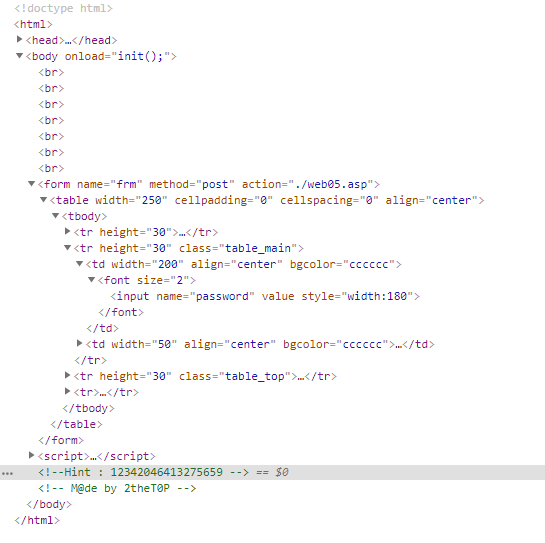 <!doctype html>
<html>
▶<head>…</head>
▼<body onload="init();">
<br>
<br>
<br>
<br>
<br>
<br>
<br>
▼<form name="frm" method="post" action="./web05.asp">
▼<table width="250" cellpadding="0" cellspacing="0" align="center">
▼<tbody>
▶<tr height="30">…</tr>
▼<tr height="30" class="table_main">
▼<td width="200" align="center" bgcolor="cccccc">
▼<font size="2">
<input name="password" value style="width:180">
</font>
</td>
▶<td width="50" align="center" bgcolor="cccccc">…</td>
</tr>
▶<tr height="30" class="table_top">…</tr>
▶<tr>…</tr>
</tbody>
</table>
</form>
▶<script>…</script>
... <!--Hint : 12342046413275659 --> == $0
<!-- M@de by 2theT0P -->
</body>
</html>